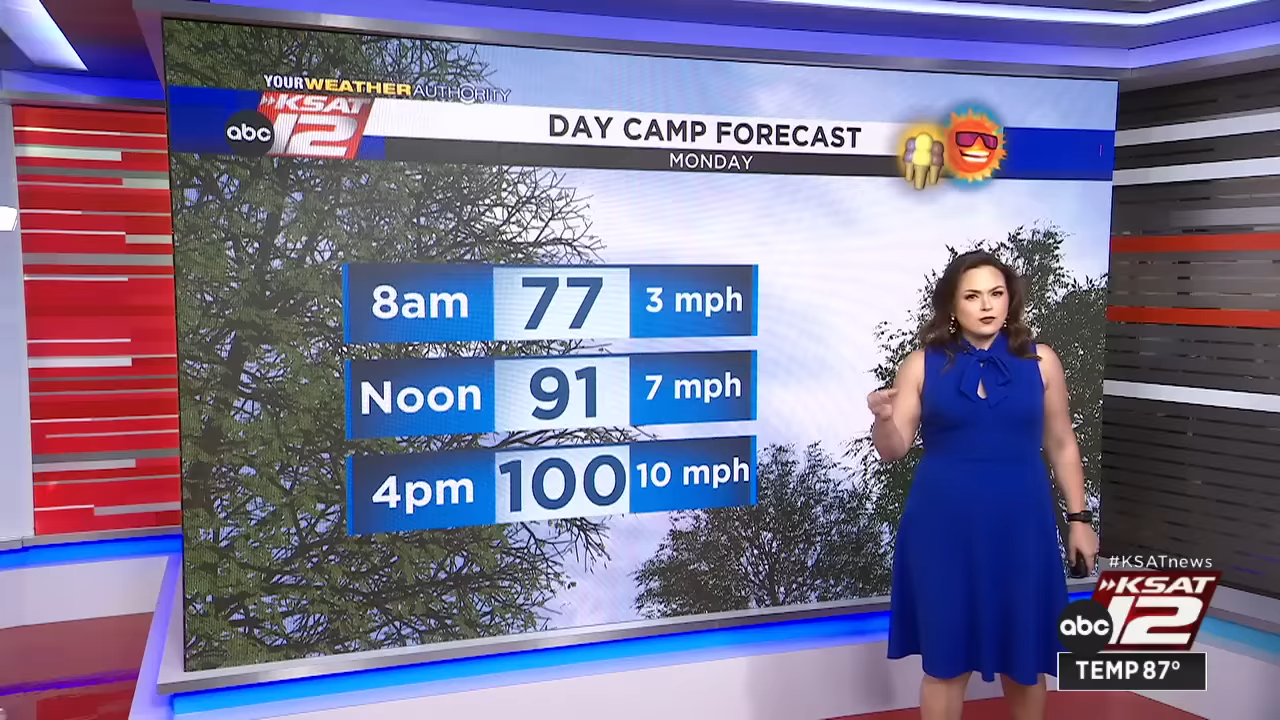 YOUR WEATHER AUTHORITY
KSAT
abc 12
DAY CAMP FORECAST
MONDAY
8am 77 3 mph
Noon 91 7 mph
4pm 100 10 mph
#KSATnews
KSAT
abc 12
TEMP 87°